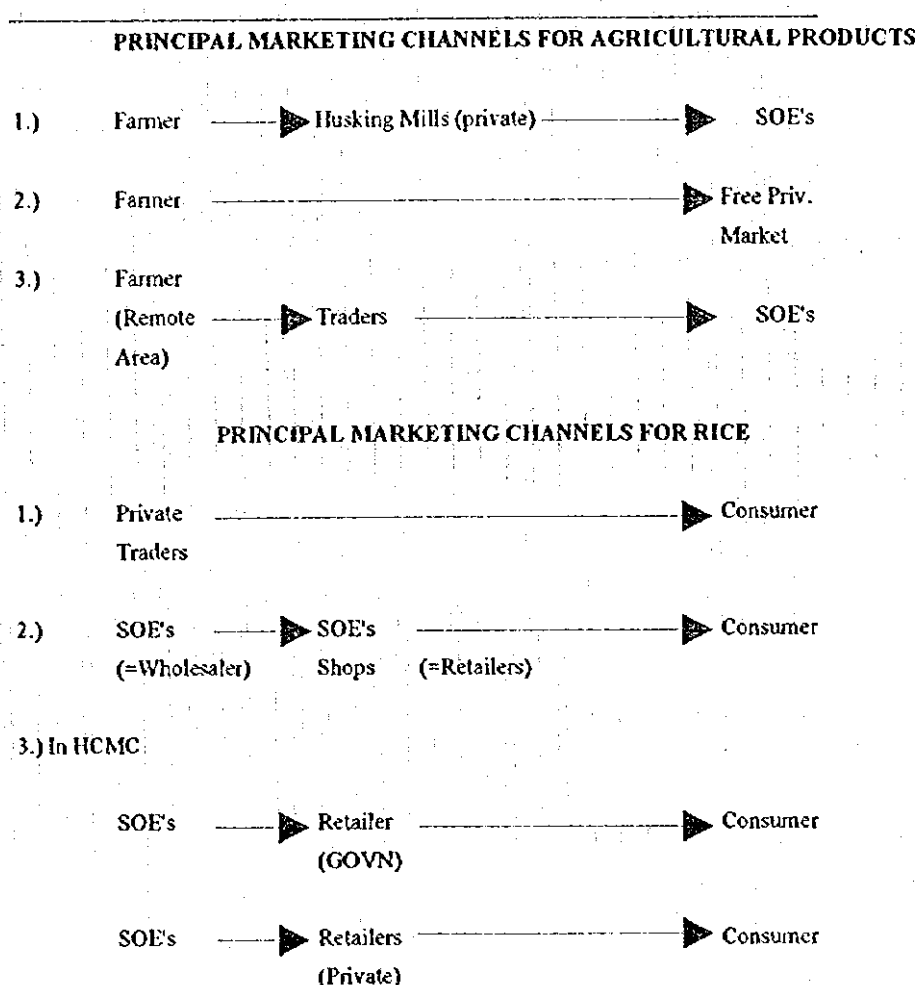 PRINCIPAL MARKETING CHANNELS FOR AGRICULTURAL PRODUCTS
1.) Farmer Husking Mills (private) SOE's
2.) Farmer Free Priv.
Market
3.) Farmer
(Remote Traders SOE's
Area)
PRINCIPAL MARKETING CHANNELS FOR RICE
1.) Private Consumer
Traders
2.) SOE's SOE's Consumer
(=Wholesaler) Shops (=Retailers)
3.) In HCMC
SOE's Retailer Consumer
(GOVN)
SOE's Retailers Consumer
(Private)